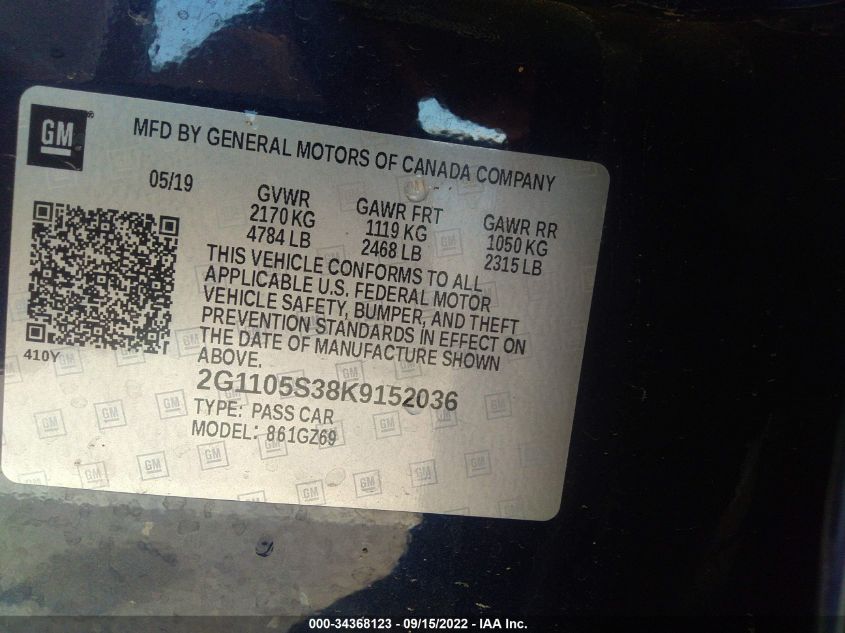 GM
MFD BY GENERAL MOTORS OF CANADA COMPANY
05/19
GVWR
2170 KG
4784 LB
GAWR FRT
1119 KG
2468 LB
GAWR RR
1050 KG
2315 LB
THIS VEHICLE CONFORMS TO ALL
APPLICABLE U.S. FEDERAL MOTOR
VEHICLE SAFETY, BUMPER, AND THEFT
PREVENTION STANDARDS IN EFFECT ON
THE DATE OF MANUFACTURE SHOWN
ABOVE.
410Y
2G1105S38K9152036
TYPE: PASS CAR
MODEL: 861GZ69
000-34368123 - 09/15/2022 - IAA Inc.